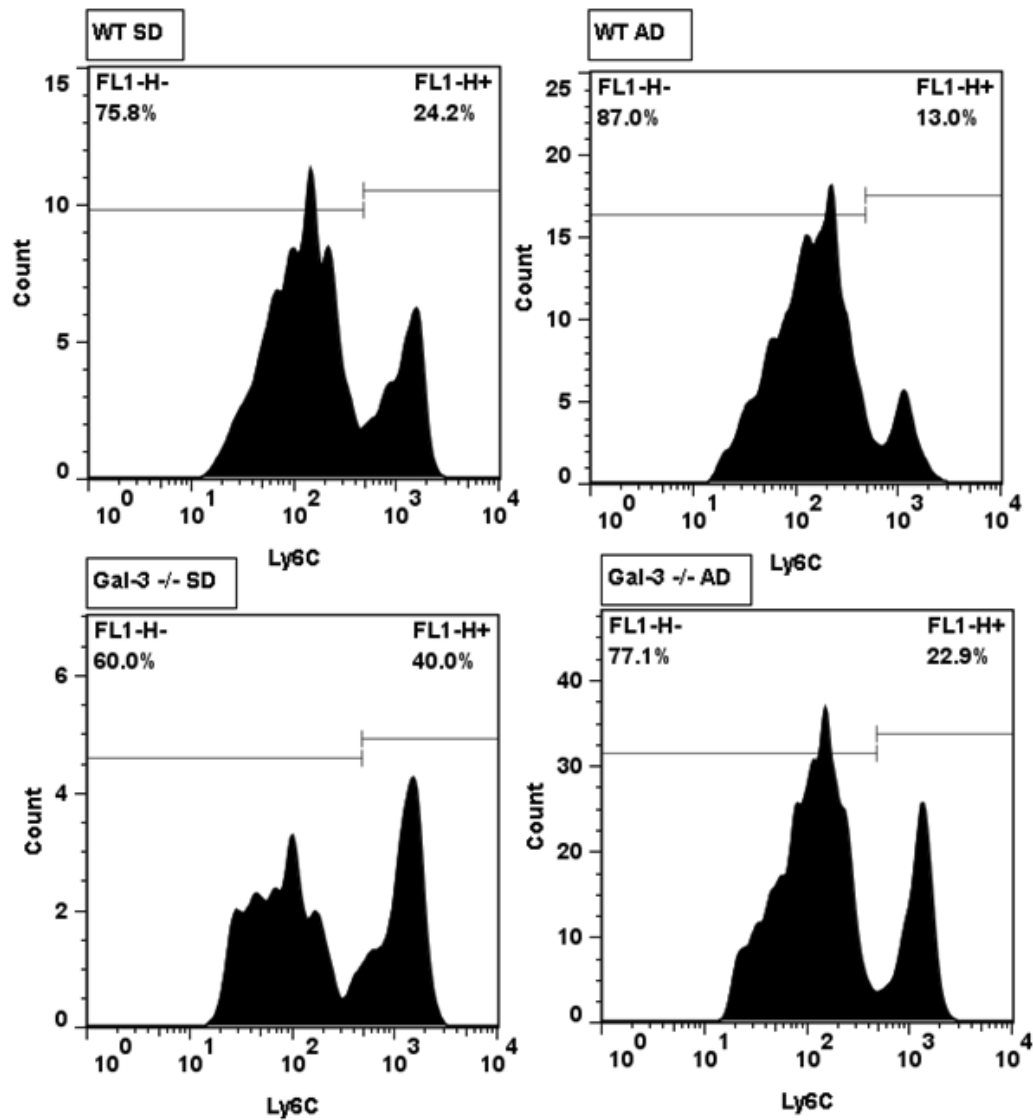 WT SD
FL1-H- FL1-H+
75.8% 24.2%
15
10
5
0
Count
10^0 10^1 10^2 10^3 10^4
Ly6C
WT AD
FL1-H- FL1-H+
87.0% 13.0%
25
20
15
10
5
0
Count
10^0 10^1 10^2 10^3 10^4
Ly6C
Gal-3 -/- SD
FL1-H- FL1-H+
60.0% 40.0%
6
4
2
0
Count
10^0 10^1 10^2 10^3 10^4
Ly6C
Gal-3 -/- AD
FL1-H- FL1-H+
77.1% 22.9%
40
30
20
10
0
Count
10^0 10^1 10^2 10^3 10^4
Ly6C